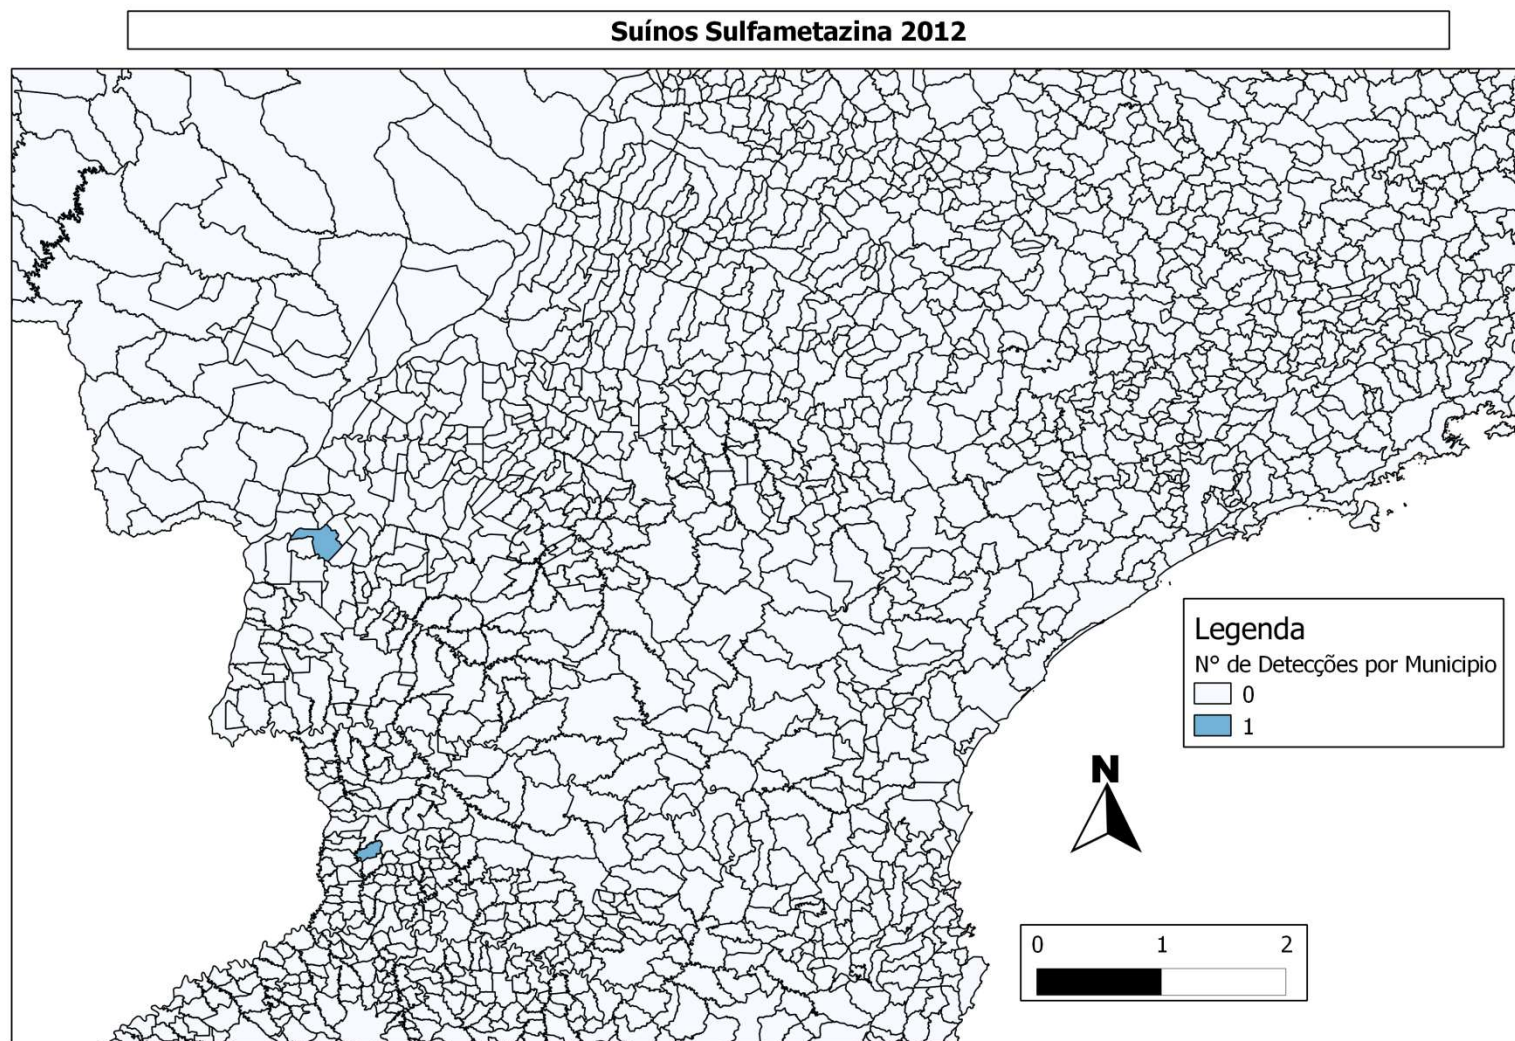 Suínos Sulfametazina 2012
Legenda
N° de Detecções por Municipio
0
1
N
0 1 2